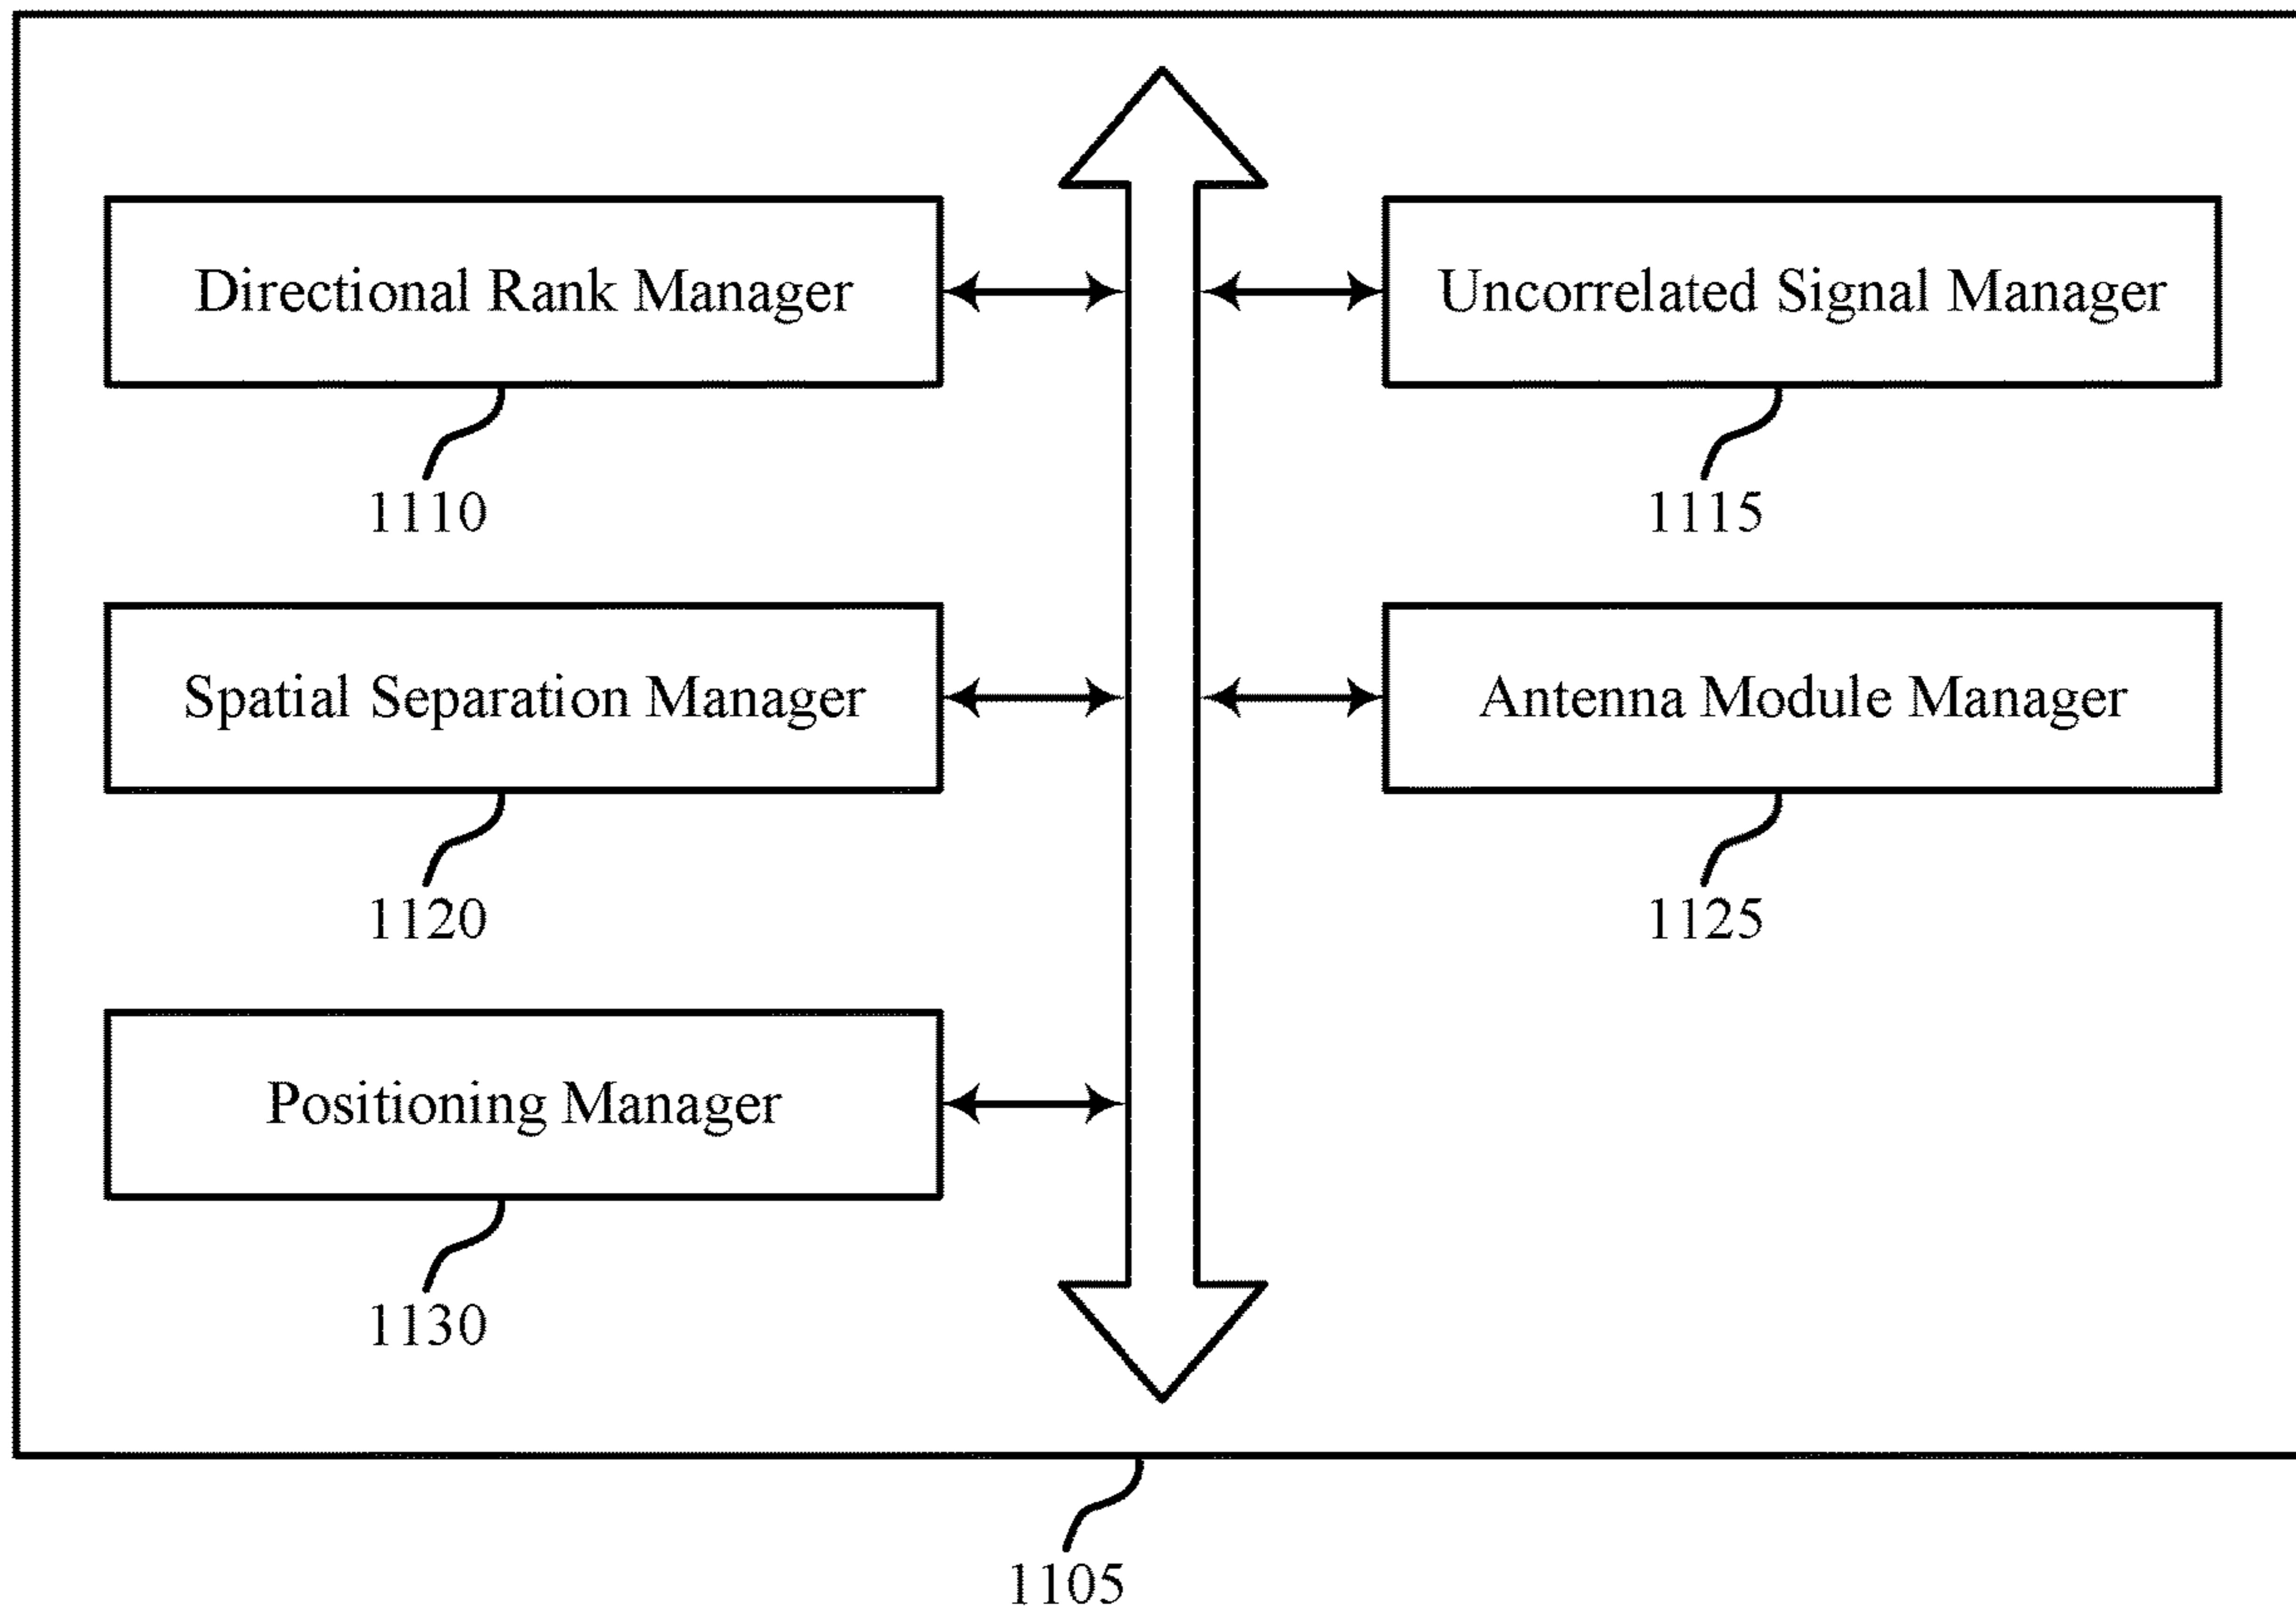 Directional Rank Manager
Uncorrelated Signal Manager
1110
1115
Spatial Separation Manager
Antenna Module Manager
1120
1125
Positioning Manager
1130
1105